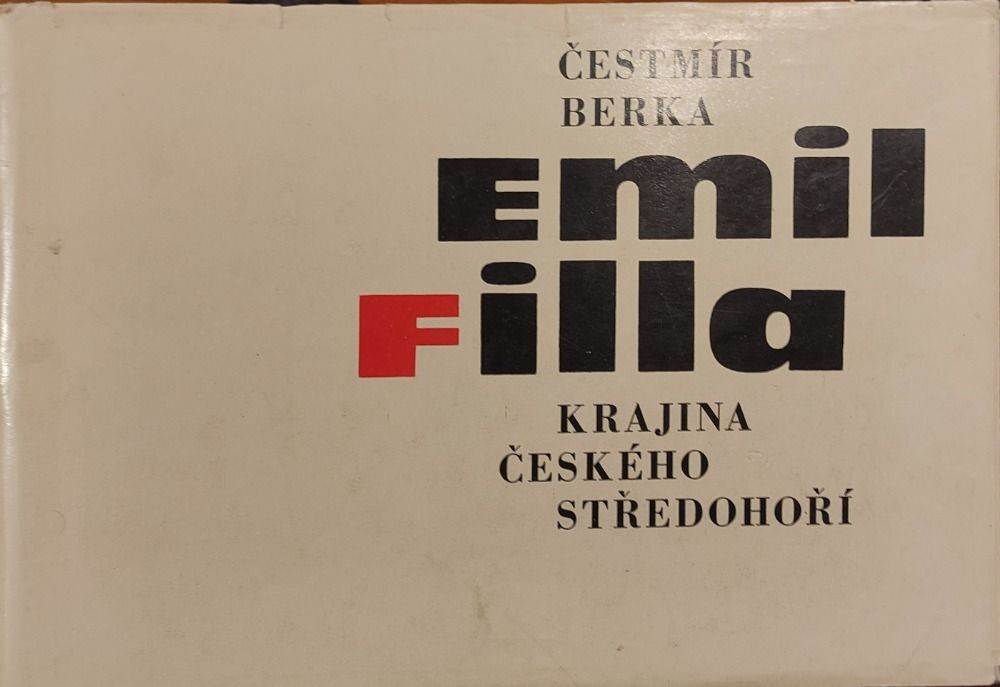 ČESTMÍR
BERKA
Emil
Filla
KRAJINA
ČESKÉHO
STŘEDOHOŘÍ